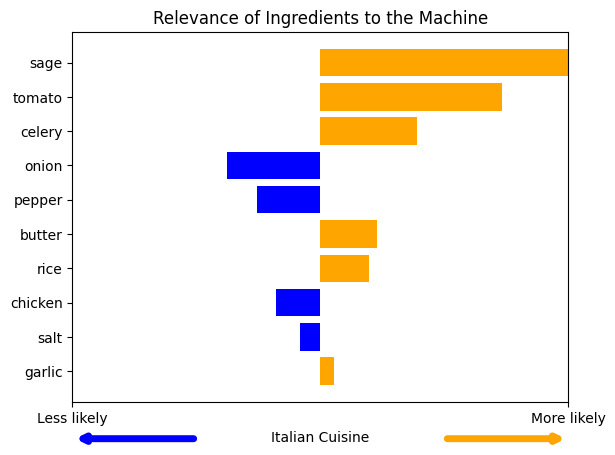 Relevance of Ingredients to the Machine
sage
tomato
celery
onion
pepper
butter
rice
chicken
salt
garlic
Less likely
More likely
Italian Cuisine